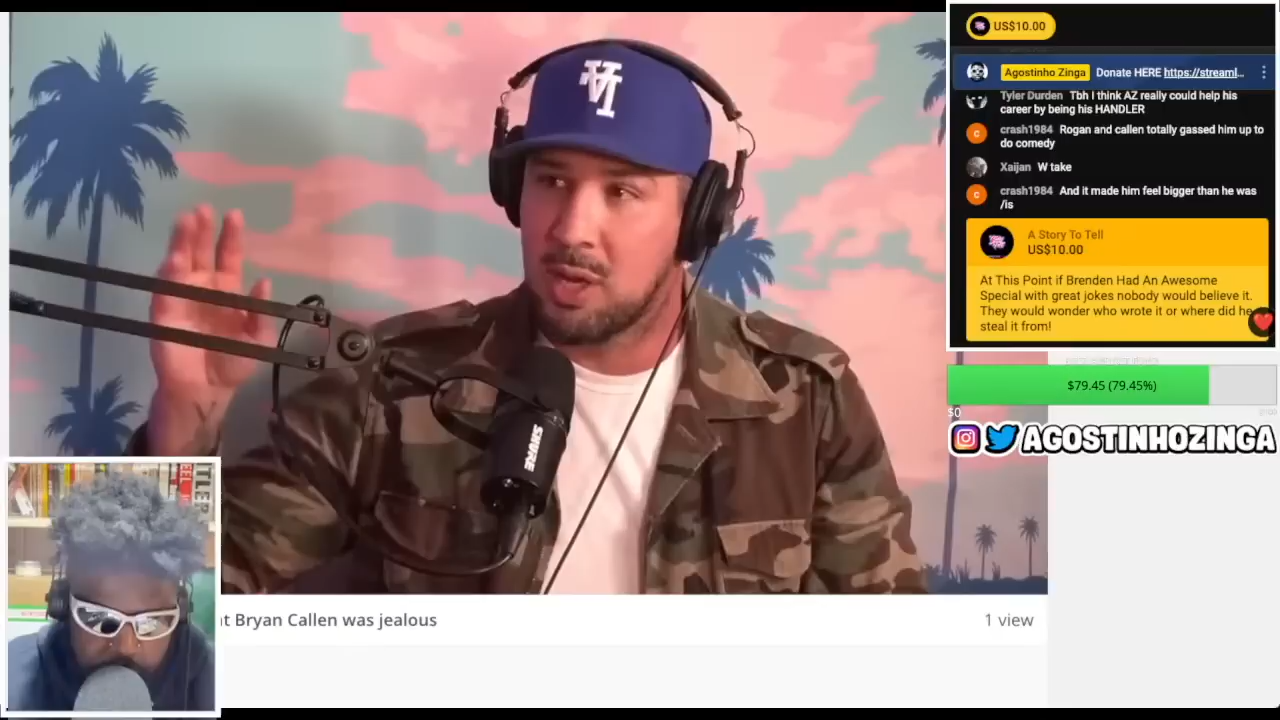 US$10.00
Agostinho Zinga Donate HERE https://streaml...
Tyler Durden Tbh I think AZ really could help his
career by being his HANDLER
crash1984 Rogan and callen totally gassed him up to
do comedy
Xaijan W take
crash1984 And it made him feel bigger than he was
/is
A Story To Tell
US$10.00
At This Point if Brenden Had An Awesome
Special with great jokes nobody would believe it.
They would wonder who wrote it or where did he
steal it from!
$79.45 (79.45%)
$0
AGOSTINHOZINGA
SHURE
t Bryan Callen was jealous
1 view